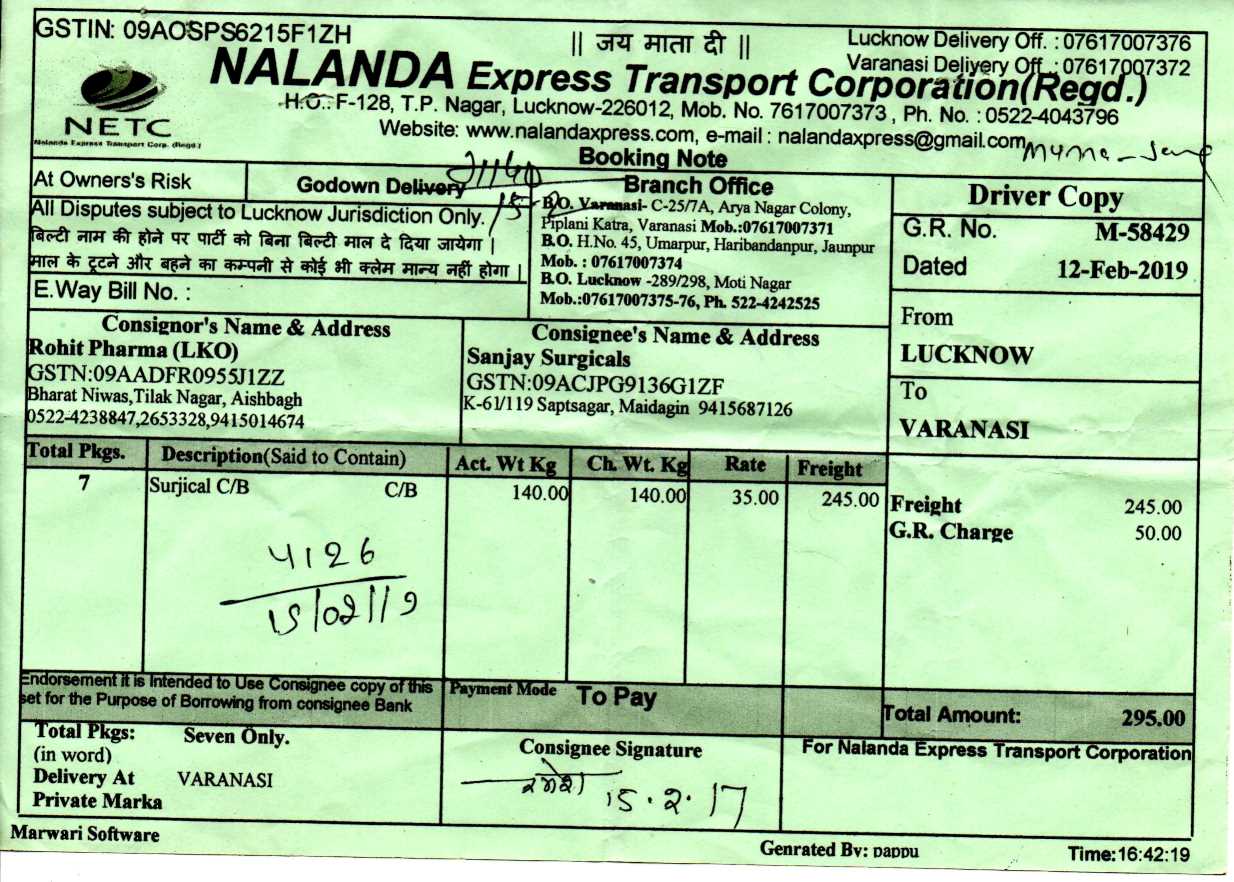 GSTIN: 09AOSPS6215F1ZH
|| जय माता दी ||
Lucknow Delivery Off. : 07617007376
Varanasi Delivery Off. : 07617007372
NALANDA Express Transport Corporation(Regd.)
NETC
Nalanda Express Transport Corp. (Regd.)
H.O.: F-128, T.P. Nagar, Lucknow-226012, Mob. No. 7617007373 , Ph. No. : 0522-4043796
Website: www.nalandaxpress.com, e-mail : nalandaxpress@gmail.com
Booking Note
At Owners's Risk
Godown Delivery
All Disputes subject to Lucknow Jurisdiction Only.
बिल्टी नाम की होने पर पार्टी को बिना बिल्टी माल दे दिया जायेगा |
माल के टूटने और बहने का कम्पनी से कोई भी क्लेम मान्य नहीं होगा |
E.Way Bill No. :
Branch Office
B.O. Varanasi- C-25/7A, Arya Nagar Colony,
Piplani Katra, Varanasi Mob.:07617007371
B.O. H.No. 45, Umarpur, Haribandanpur, Jaunpur
Mob. : 07617007374
B.O. Lucknow -289/298, Moti Nagar
Mob.:07617007375-76, Ph. 522-4242525
Driver Copy
G.R. No. M-58429
Dated 12-Feb-2019
From
LUCKNOW
To
VARANASI
Consignor's Name & Address
Rohit Pharma (LKO)
GSTN:09AADFR0955J1ZZ
Bharat Niwas,Tilak Nagar, Aishbagh
0522-4238847,2653328,9415014674
Consignee's Name & Address
Sanjay Surgicals
GSTN:09ACJPG9136G1ZF
K-61/119 Saptsagar, Maidagin 9415687126
Total Pkgs. Description(Said to Contain) Act. Wt Kg Ch. Wt. Kg Rate Freight
7 Surjical C/B C/B 140.00 140.00 35.00 245.00
Freight 245.00
G.R. Charge 50.00
4126
15/02/19
Endorsement it is Intended to Use Consignee copy of this
set for the Purpose of Borrowing from consignee Bank
Payment Mode To Pay
Total Amount: 295.00
Total Pkgs: Seven Only.
(in word)
Delivery At VARANASI
Private Marka
Consignee Signature
15.2.17
For Nalanda Express Transport Corporation
Marwari Software
Genrated By: pappu
Time:16:42:19